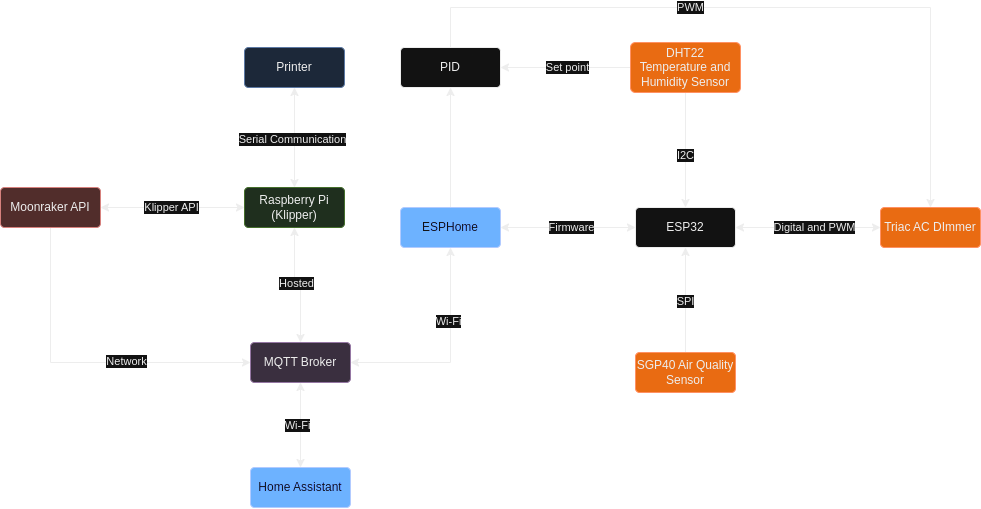 PWM
Printer
PID
Set point
DHT22
Temperature and
Humidity Sensor
Serial Communication
I2C
Moonraker API
Klipper API
Raspberry Pi
(Klipper)
ESPHome
Firmware
ESP32
Digital and PWM
Triac AC DImmer
Hosted
SPI
Wi-Fi
Network
MQTT Broker
SGP40 Air Quality
Sensor
Wi-Fi
Home Assistant